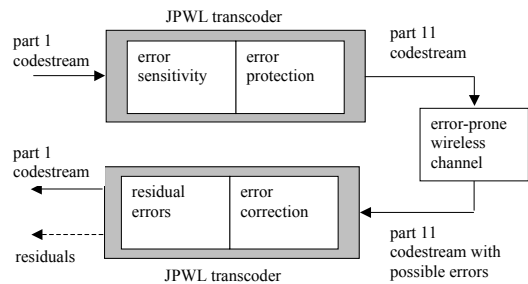 JPWL transcoder
part 1
codestream
error
sensitivity
error
protection
part 11
codestream
error-prone
wireless
channel
part 1
codestream
residual
errors
error
correction
residuals
part 11
codestream with
possible errors
JPWL transcoder